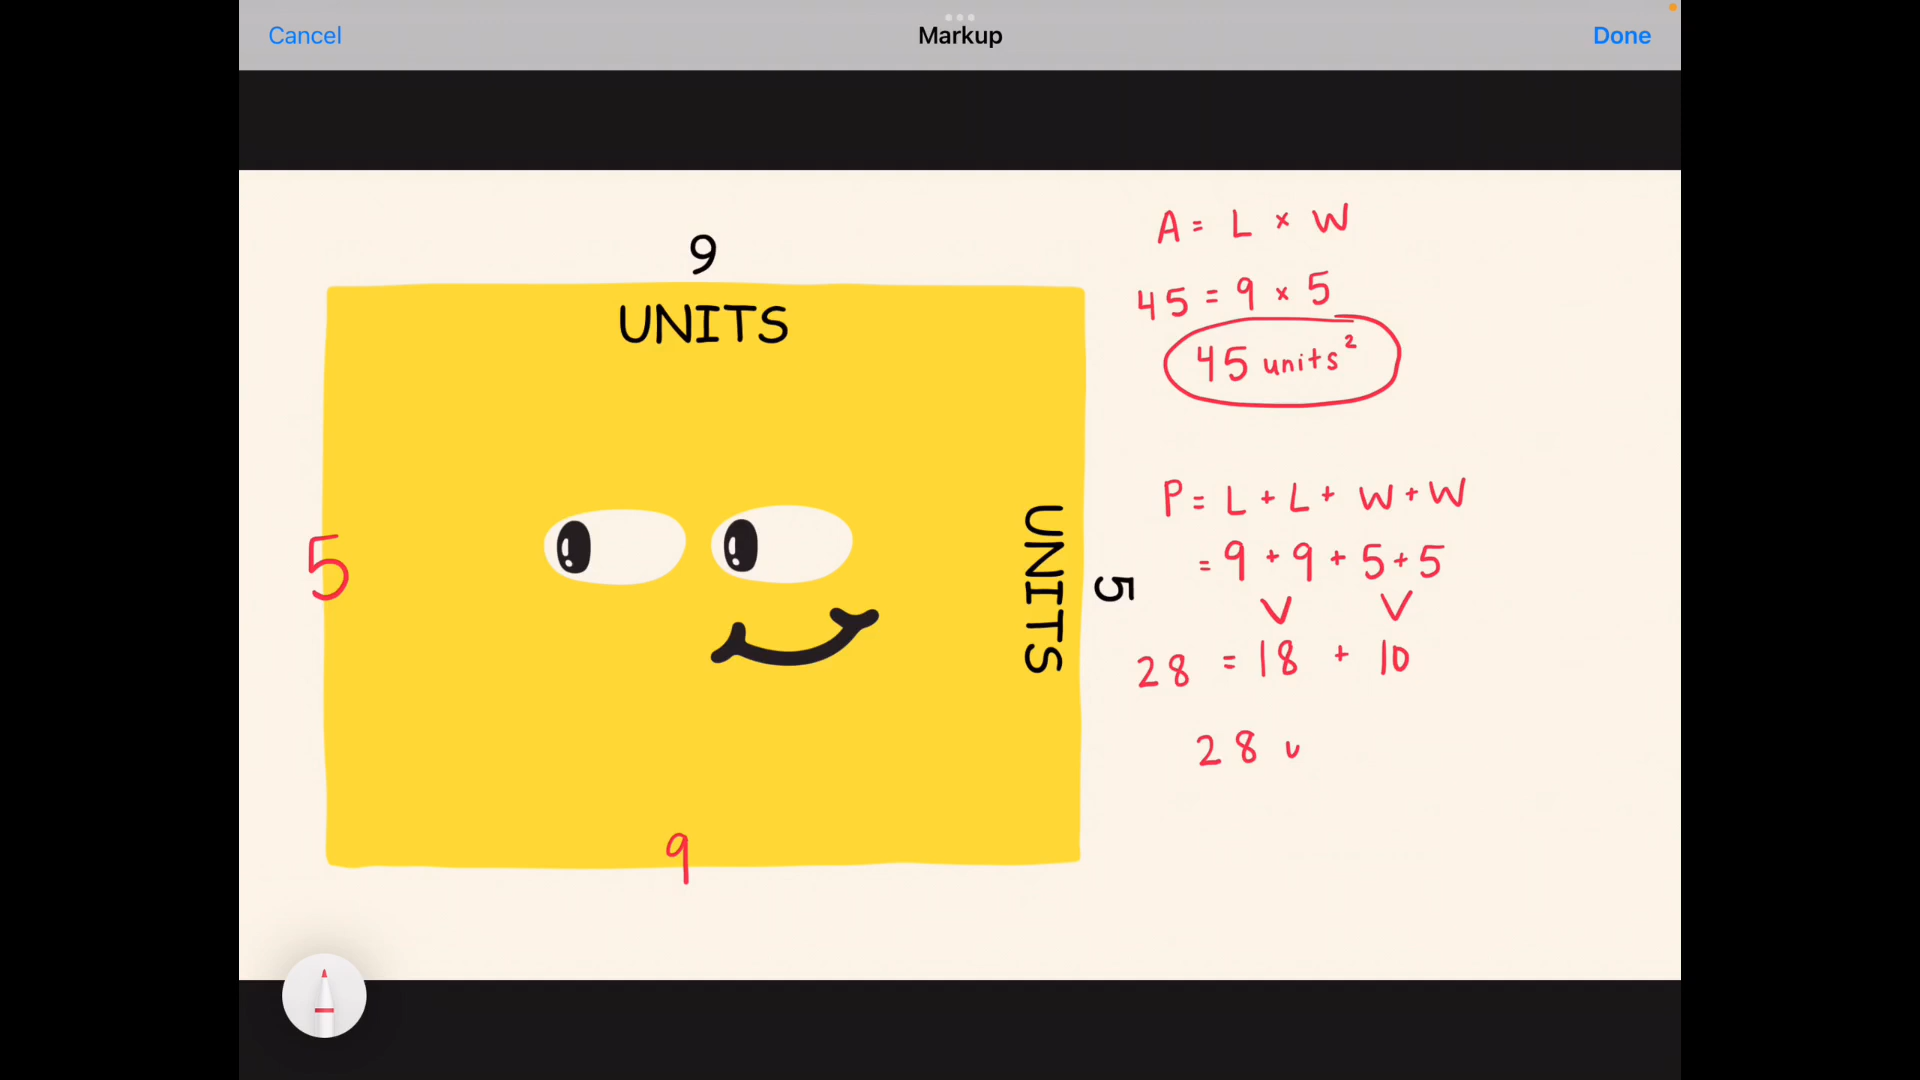 Cancel
Markup
Done
9
UNITS
5
UNITS
5
9
A = L × W
45 = 9 × 5
45 units²
P = L + L + W + W
= 9 + 9 + 5 + 5
28 = 18 + 10
28 u